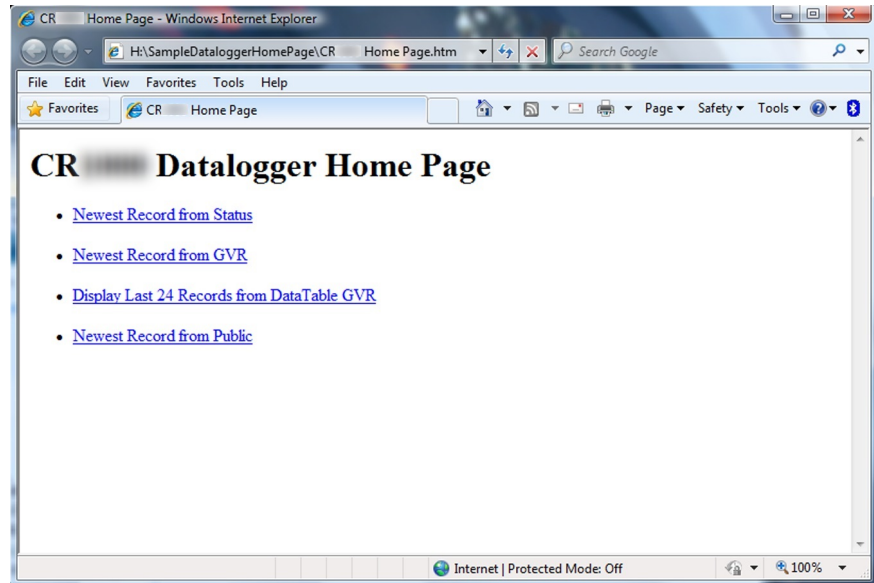 CR Home Page - Windows Internet Explorer
H:\SampleDataloggerHomePage\CR Home Page.htm
Search Google
File Edit View Favorites Tools Help
Favorites CR Home Page Page Safety Tools
CR Datalogger Home Page
Newest Record from Status
Newest Record from GVR
Display Last 24 Records from DataTable GVR
Newest Record from Public
Internet | Protected Mode: Off 100%